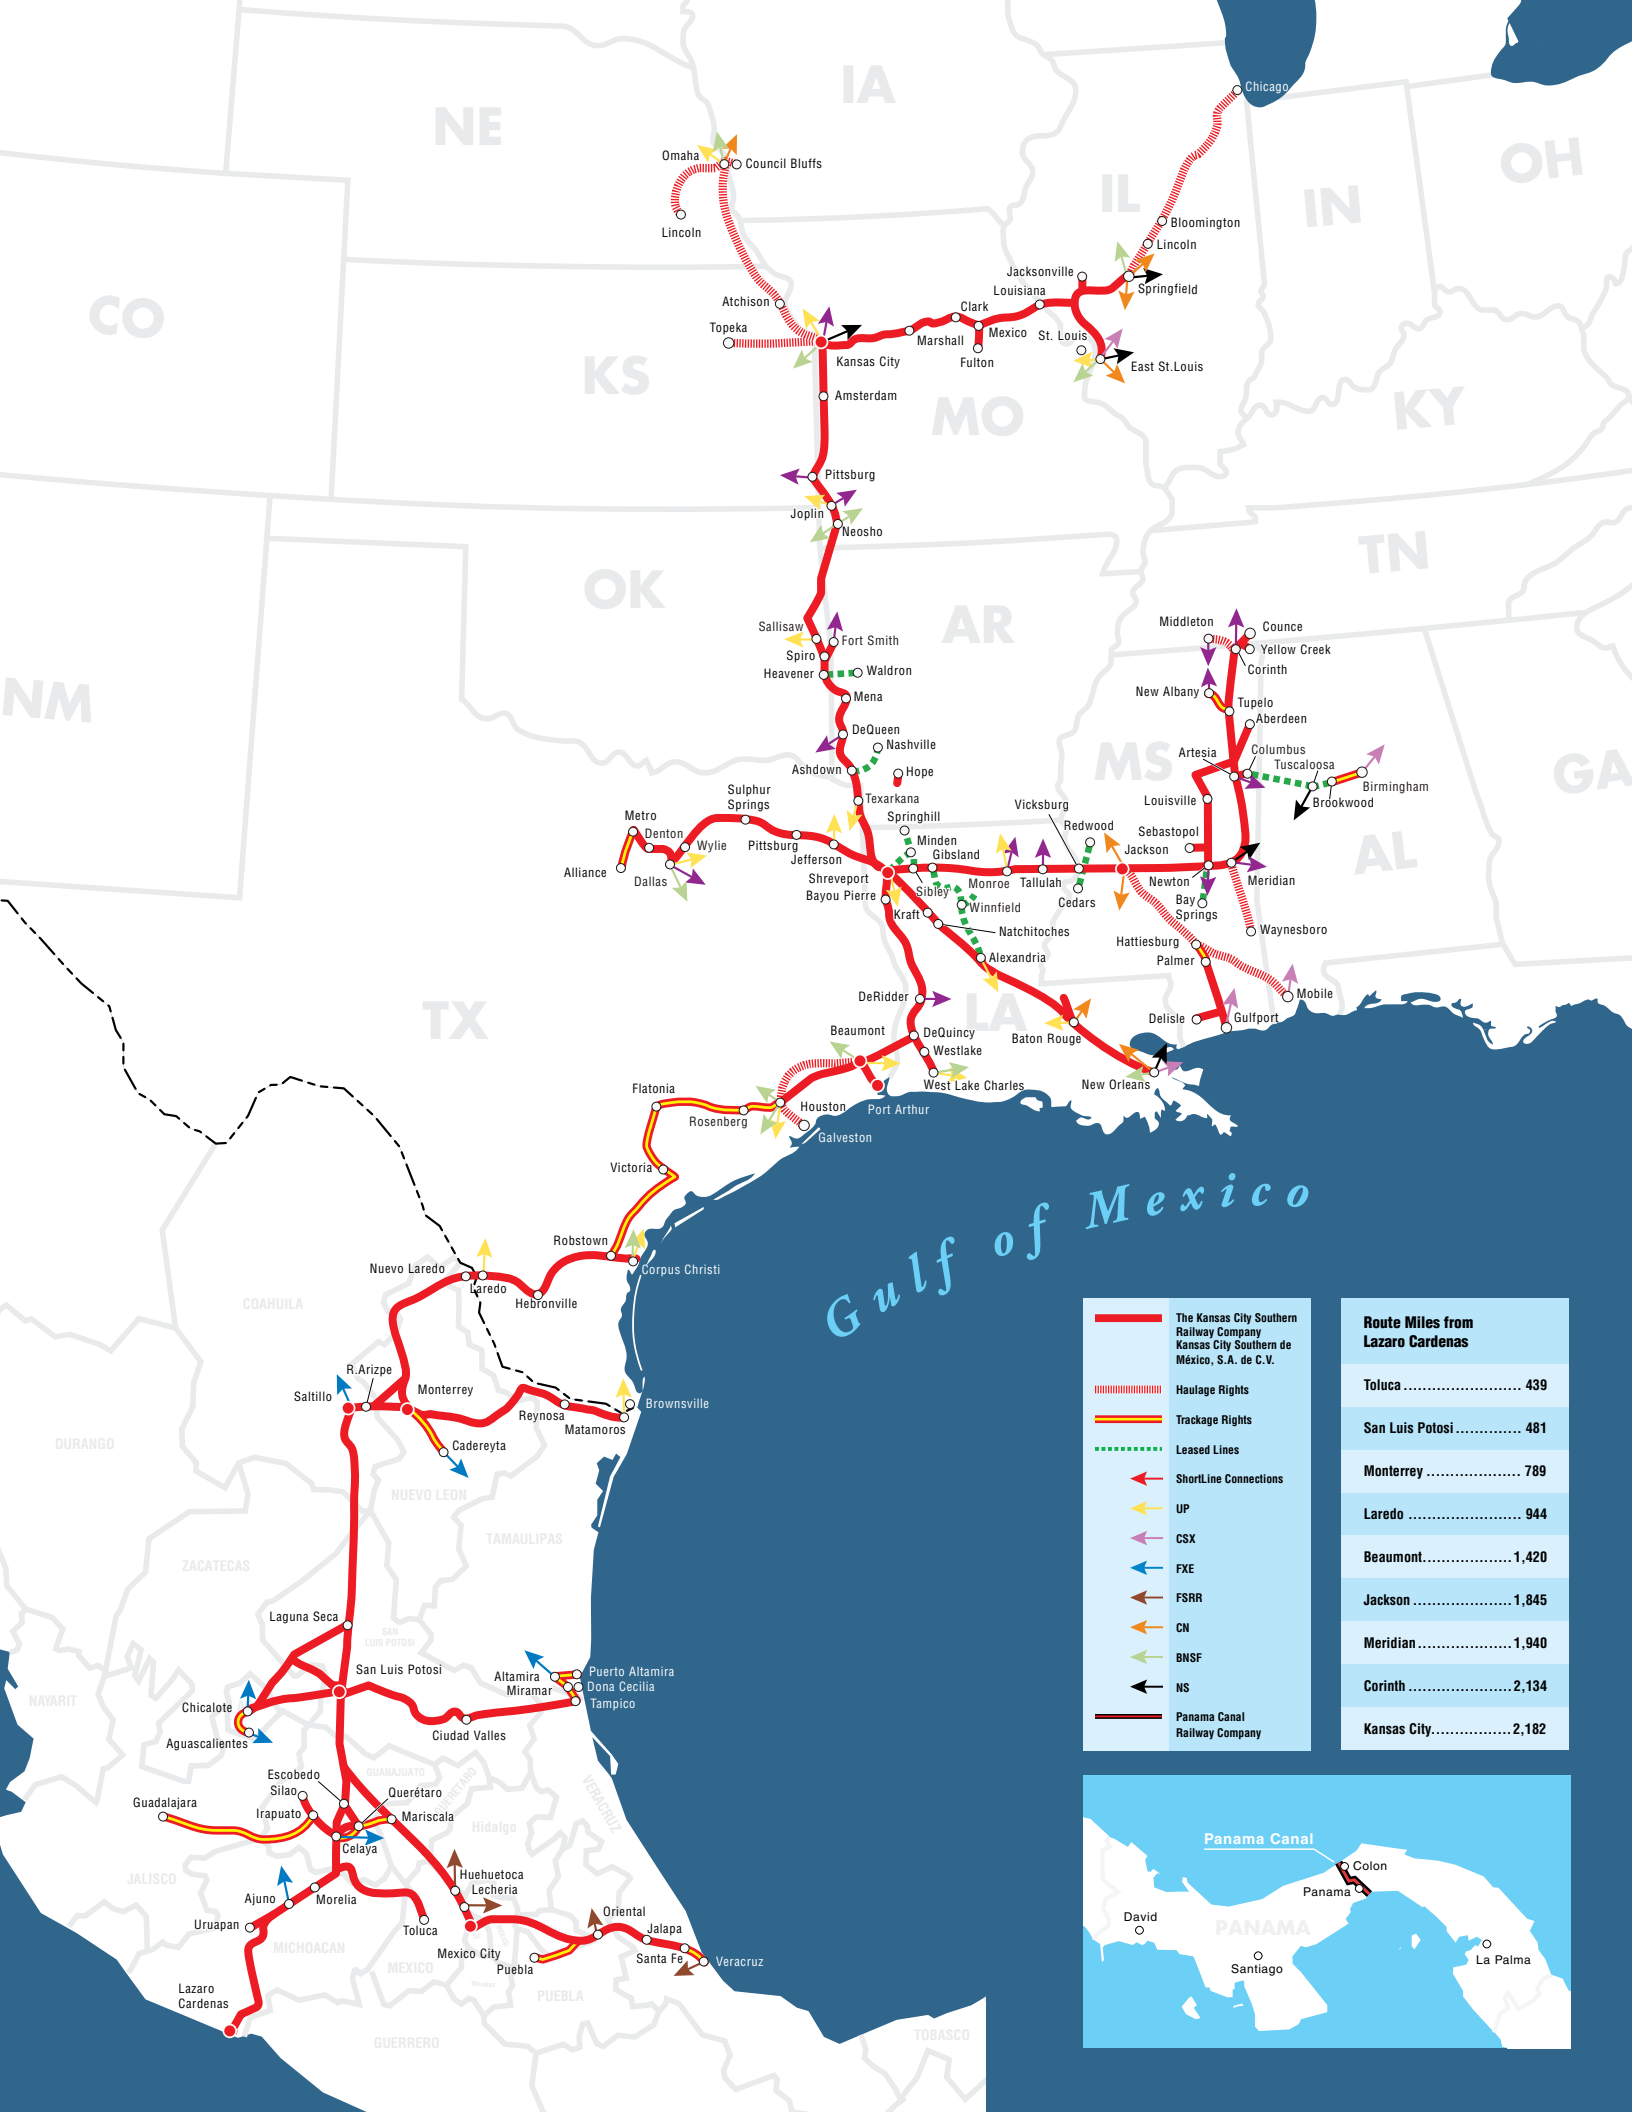 IA
NE
OH
IL
IN
CO
KS
MO
KY
TN
OK
AR
NM
MS
GA
AL
TX
LA
Chicago
Omaha
Council Bluffs
Lincoln
Bloomington
Lincoln
Springfield
Jacksonville
Louisiana
Atchison
Topeka
Kansas City
Clark
Marshall
Mexico
Fulton
St. Louis
East St.Louis
Amsterdam
Pittsburg
Joplin
Neosho
Sallisaw
Fort Smith
Spiro
Heavener
Waldron
Mena
DeQueen
Nashville
Ashdown
Hope
Texarkana
Middleton
Counce
Yellow Creek
Corinth
New Albany
Tupelo
Aberdeen
Artesia
Columbus
Tuscaloosa
Birmingham
Brookwood
Louisville
Sebastopol
Jackson
Newton
Meridian
Bay
Springs
Waynesboro
Hattiesburg
Palmer
Mobile
Delisle
Gulfport
Sulphur
Springs
Metro
Denton
Wylie
Alliance
Dallas
Pittsburg
Jefferson
Shreveport
Bayou Pierre
Springhill
Minden
Gibsland
Sibley
Kraft
Winnfield
Natchitoches
Alexandria
Monroe
Tallulah
Vicksburg
Redwood
Cedars
DeRidder
Beaumont
DeQuincy
Westlake
West Lake Charles
Baton Rouge
New Orleans
Port Arthur
Houston
Galveston
Flatonia
Rosenberg
Victoria
Robstown
Corpus Christi
Gulf of Mexico
Nuevo Laredo
Laredo
Hebronville
COAHUILA
R.Arizpe
Saltillo
Monterrey
Reynosa
Matamoros
Brownsville
Cadereyta
DURANGO
NUEVO LEON
TAMAULIPAS
ZACATECAS
Laguna Seca
SAN
LUIS POTOSI
San Luis Potosi
NAYARIT
Altamira
Miramar
Puerto Altamira
Dona Cecilia
Tampico
Chicalote
Aguascalientes
Ciudad Valles
Escobedo
Silao
Irapuato
Guadalajara
GUANAJUATO
QUERETARO
Querétaro
Mariscala
Celaya
VERACRUZ
Hidalgo
JALISCO
Ajuno
Morelia
Uruapan
Toluca
MICHOACAN
Huehuetoca
Lecheria
Mexico City
Puebla
Oriental
Jalapa
Santa Fe
Veracruz
MEXICO
PUEBLA
Lazaro
Cardenas
GUERRERO
TOBASCO
The Kansas City Southern
Railway Company
Kansas City Southern de
México, S.A. de C.V.
Haulage Rights
Trackage Rights
Leased Lines
ShortLine Connections
UP
CSX
FXE
FSRR
CN
BNSF
NS
Panama Canal
Railway Company
Route Miles from
Lazaro Cardenas
Toluca ........................ 439
San Luis Potosi ............. 481
Monterrey .................... 789
Laredo ....................... 944
Beaumont................... 1,420
Jackson ..................... 1,845
Meridian.................... 1,940
Corinth ...................... 2,134
Kansas City................. 2,182
Panama Canal
Colon
Panama
David
PANAMA
Santiago
La Palma